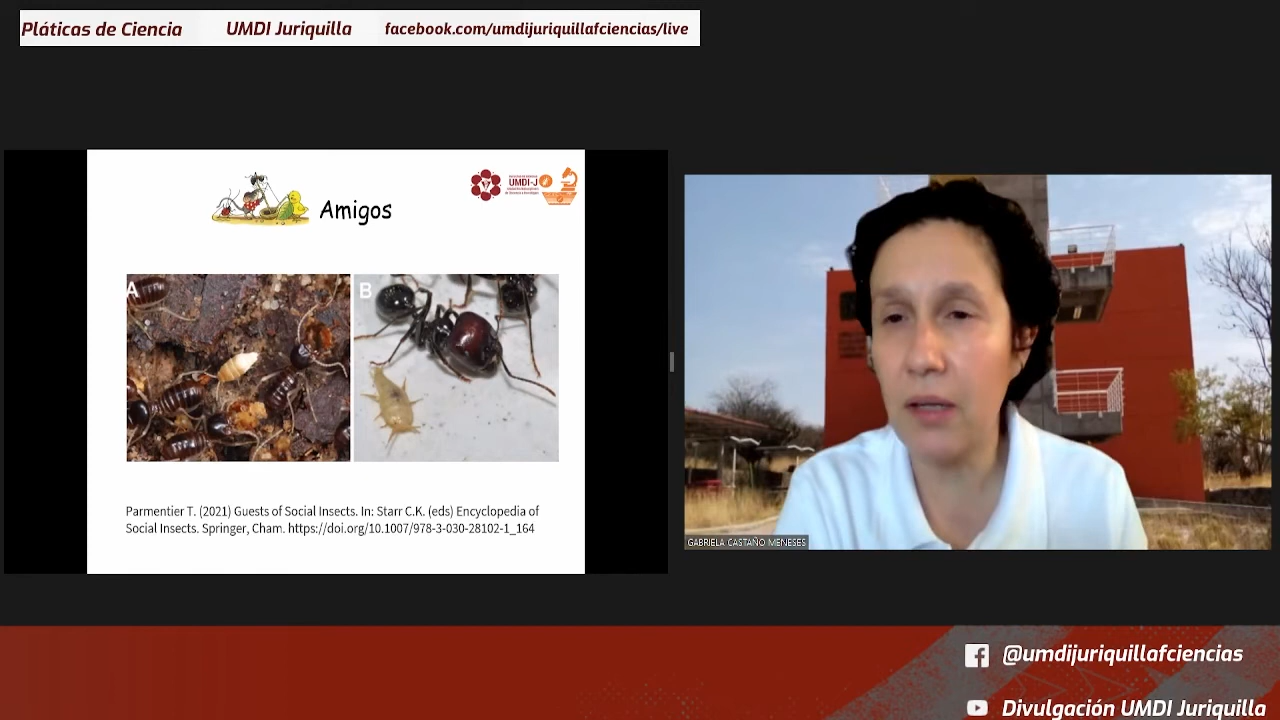 Pláticas de Ciencia
UMDI Juriquilla
facebook.com/umdijuriquillafciencias/live
UMDI-J
Amigos
A
B
Parmentier T. (2021) Guests of Social Insects. In: Starr C.K. (eds) Encyclopedia of
Social Insects. Springer, Cham. https://doi.org/10.1007/978-3-030-28102-1_164
GABRIELA CASTAÑO MENESES
@umdijuriquillafciencias
Divulgación UMDI Juriquilla